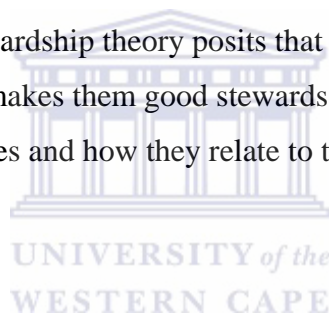 ardship theory posits that
makes them good stewards
es and how they relate to t
UNIVERSITY of the
WESTERN CAPE